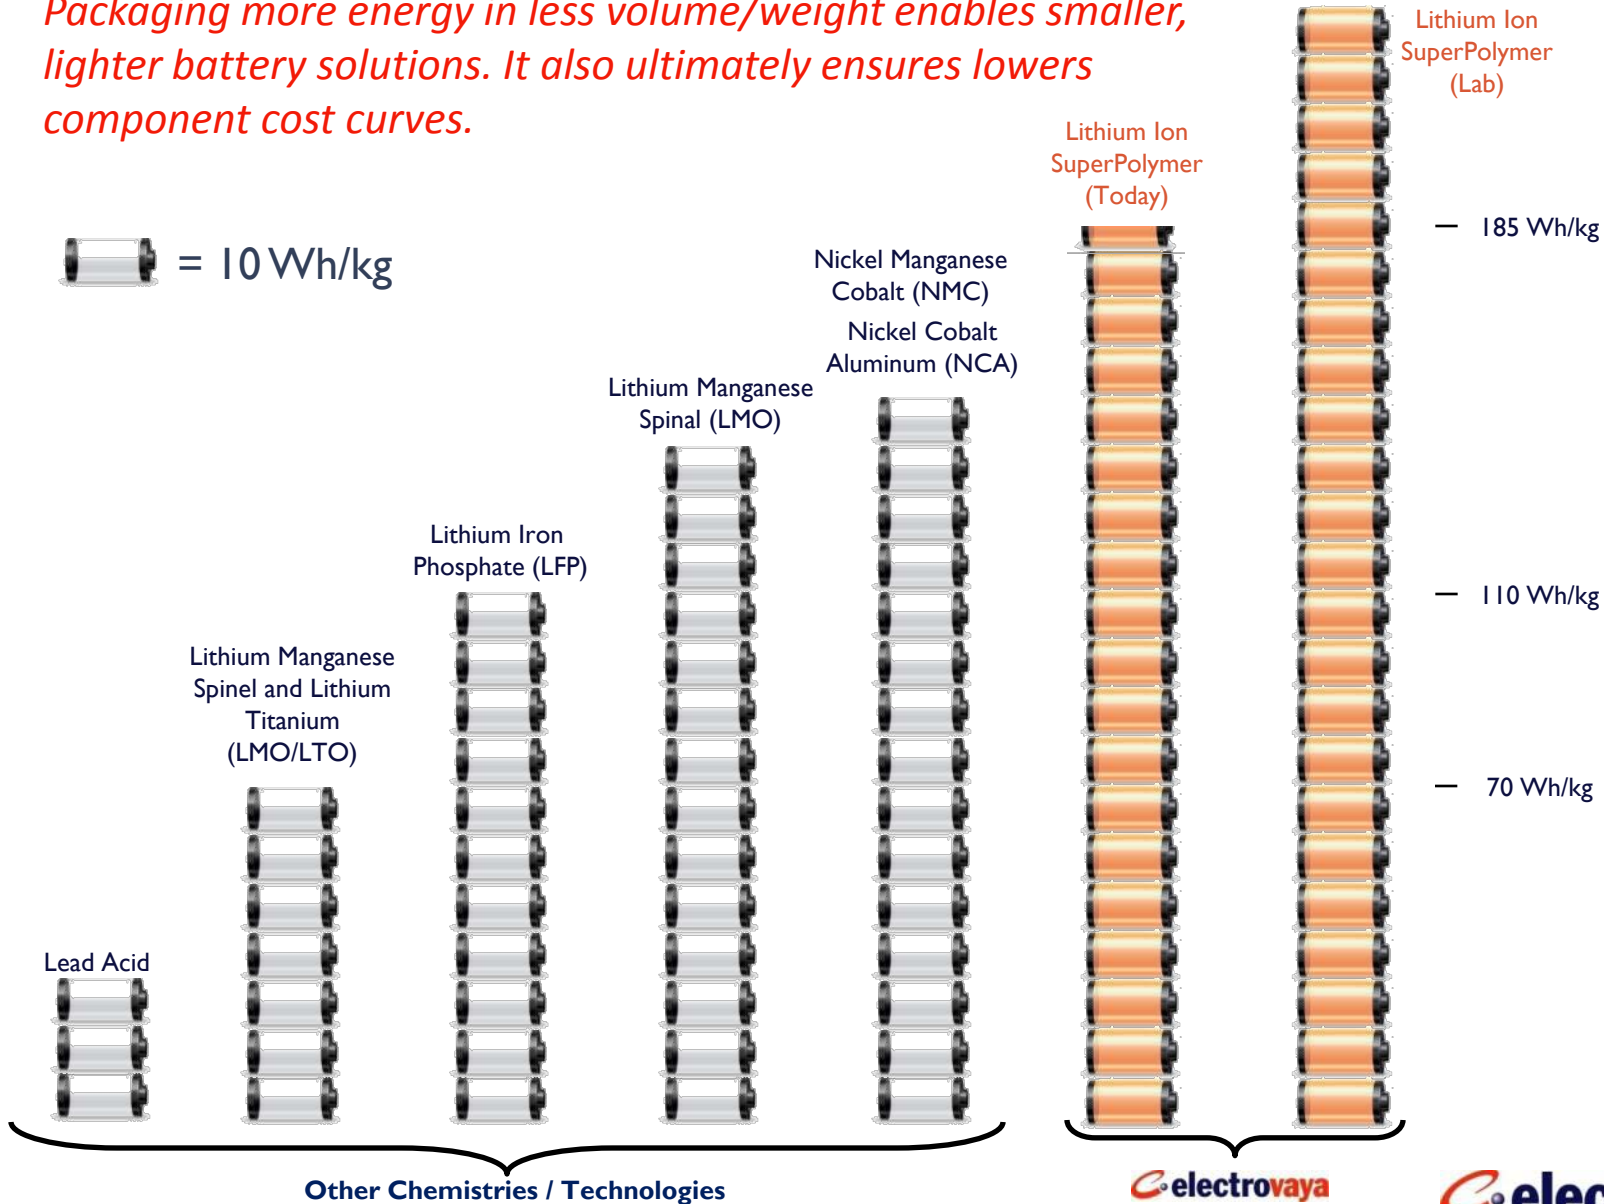 Packaging more energy in less volume/weight enables smaller,
lighter battery solutions. It also ultimately ensures lowers
component cost curves.
= 10 Wh/kg
Lead Acid
Lithium Manganese
Spinel and Lithium
Titanium
(LMO/LTO)
Lithium Iron
Phosphate (LFP)
Lithium Manganese
Spinal (LMO)
Nickel Manganese
Cobalt (NMC)
Nickel Cobalt
Aluminum (NCA)
Lithium Ion
SuperPolymer
(Today)
Lithium Ion
SuperPolymer
(Lab)
185 Wh/kg
110 Wh/kg
70 Wh/kg
Other Chemistries / Technologies
electrovaya